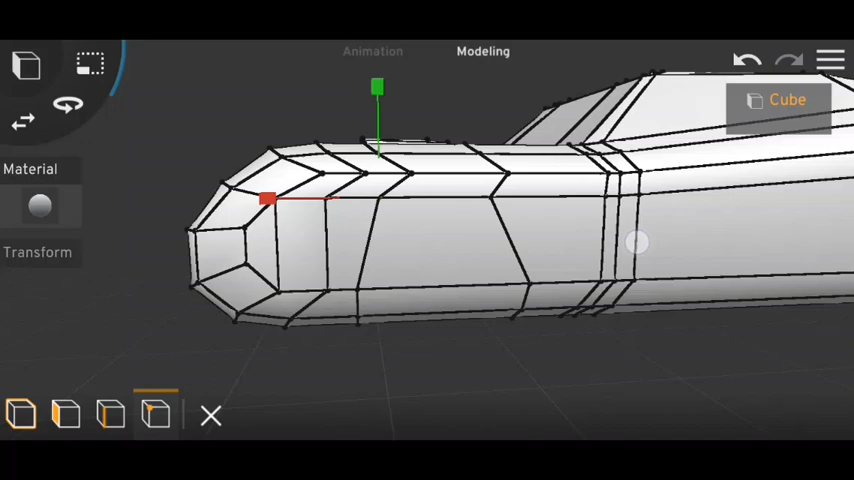 Animation
Modeling
Cube
Material
Transform